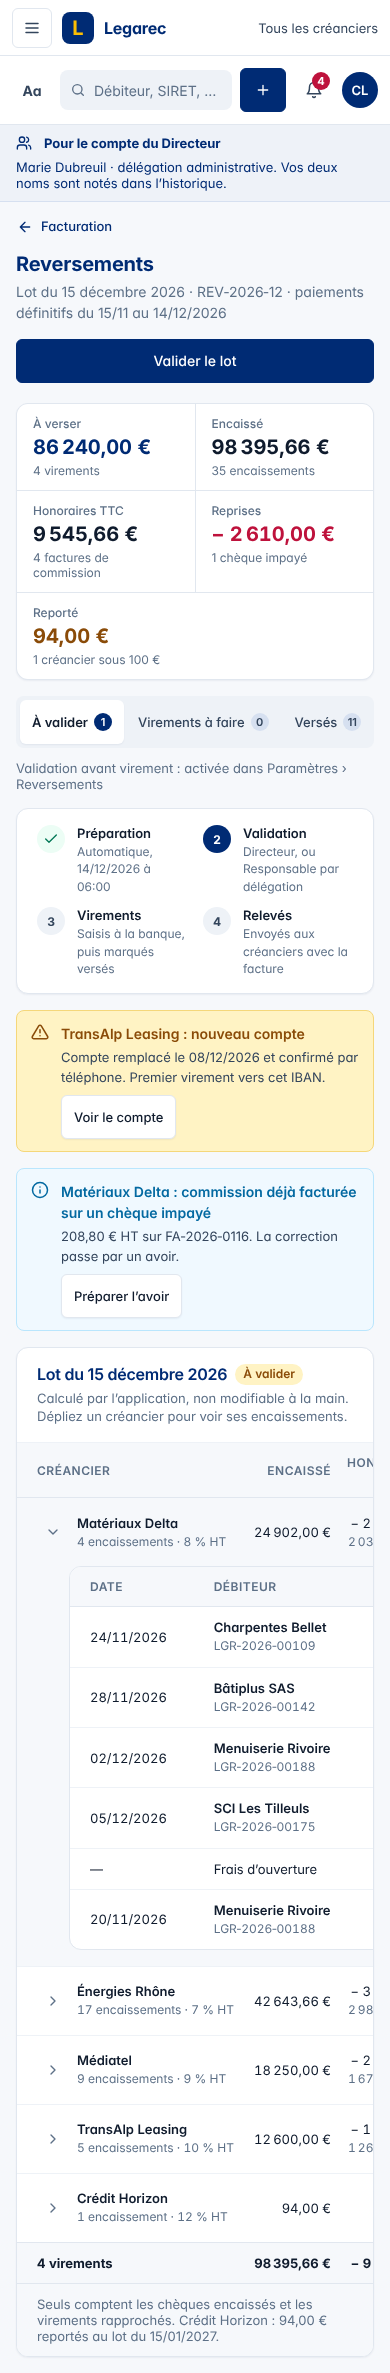 L Legarec
Tous les créanciers
Aa
Débiteur, SIRET, ...
4
CL
Pour le compte du Directeur
Marie Dubreuil · délégation administrative. Vos deux
noms sont notés dans l’historique.
Facturation
Reversements
Lot du 15 décembre 2026 · REV-2026-12 · paiements
définitifs du 15/11 au 14/12/2026
Valider le lot
À verser
86 240,00 €
4 virements
Encaissé
98 395,66 €
35 encaissements
Honoraires TTC
9 545,66 €
4 factures de
commission
Reprises
− 2 610,00 €
1 chèque impayé
Reporté
94,00 €
1 créancier sous 100 €
À valider 1
Virements à faire 0
Versés 11
Validation avant virement : activée dans Paramètres ›
Reversements
Préparation
Automatique,
14/12/2026 à
06:00
2
Validation
Directeur, ou
Responsable par
délégation
3
Virements
Saisis à la banque,
puis marqués
versés
4
Relevés
Envoyés aux
créanciers avec la
facture
TransAlp Leasing : nouveau compte
Compte remplacé le 08/12/2026 et confirmé par
téléphone. Premier virement vers cet IBAN.
Voir le compte
Matériaux Delta : commission déjà facturée
sur un chèque impayé
208,80 € HT sur FA-2026-0116. La correction
passe par un avoir.
Préparer l’avoir
Lot du 15 décembre 2026 À valider
Calculé par l’application, non modifiable à la main.
Dépliez un créancier pour voir ses encaissements.
CRÉANCIER ENCAISSÉ HON
Matériaux Delta
4 encaissements · 8 % HT
24 902,00 €
− 2
2 03
DATE DÉBITEUR
24/11/2026
Charpentes Bellet
LGR-2026-00109
28/11/2026
Bâtiplus SAS
LGR-2026-00142
02/12/2026
Menuiserie Rivoire
LGR-2026-00188
05/12/2026
SCI Les Tilleuls
LGR-2026-00175
— Frais d’ouverture
20/11/2026
Menuiserie Rivoire
LGR-2026-00188
Énergies Rhône
17 encaissements · 7 % HT
42 643,66 €
− 3
2 98
Médiatel
9 encaissements · 9 % HT
18 250,00 €
− 2
1 67
TransAlp Leasing
5 encaissements · 10 % HT
12 600,00 €
− 1
1 26
Crédit Horizon
1 encaissement · 12 % HT
94,00 €
4 virements 98 395,66 € − 9
Seuls comptent les chèques encaissés et les
virements rapprochés. Crédit Horizon : 94,00 €
reportés au lot du 15/01/2027.